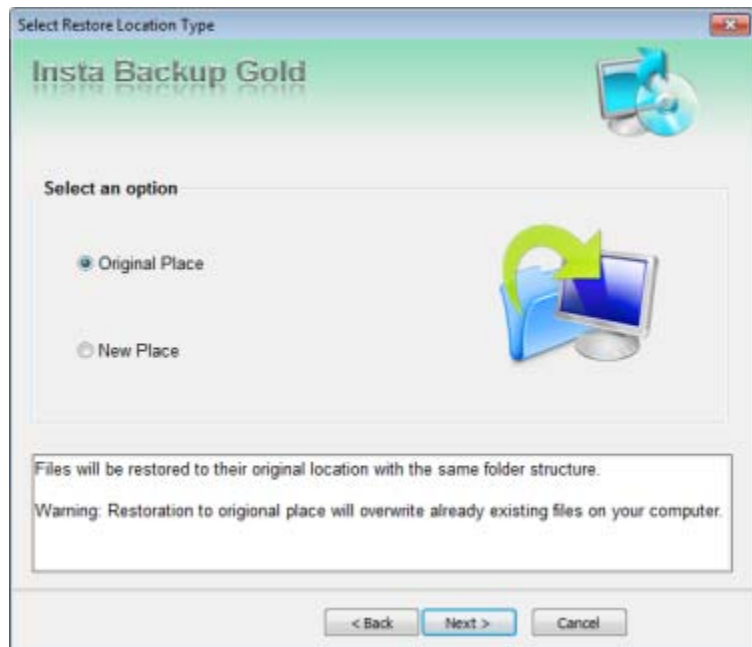 Select Restore Location Type
Insta Backup Gold
Select an option
Original Place
New Place
Files will be restored to their original location with the same folder structure.
Warning: Restoration to origional place will overwrite already existing files on your computer.
< Back
Next >
Cancel